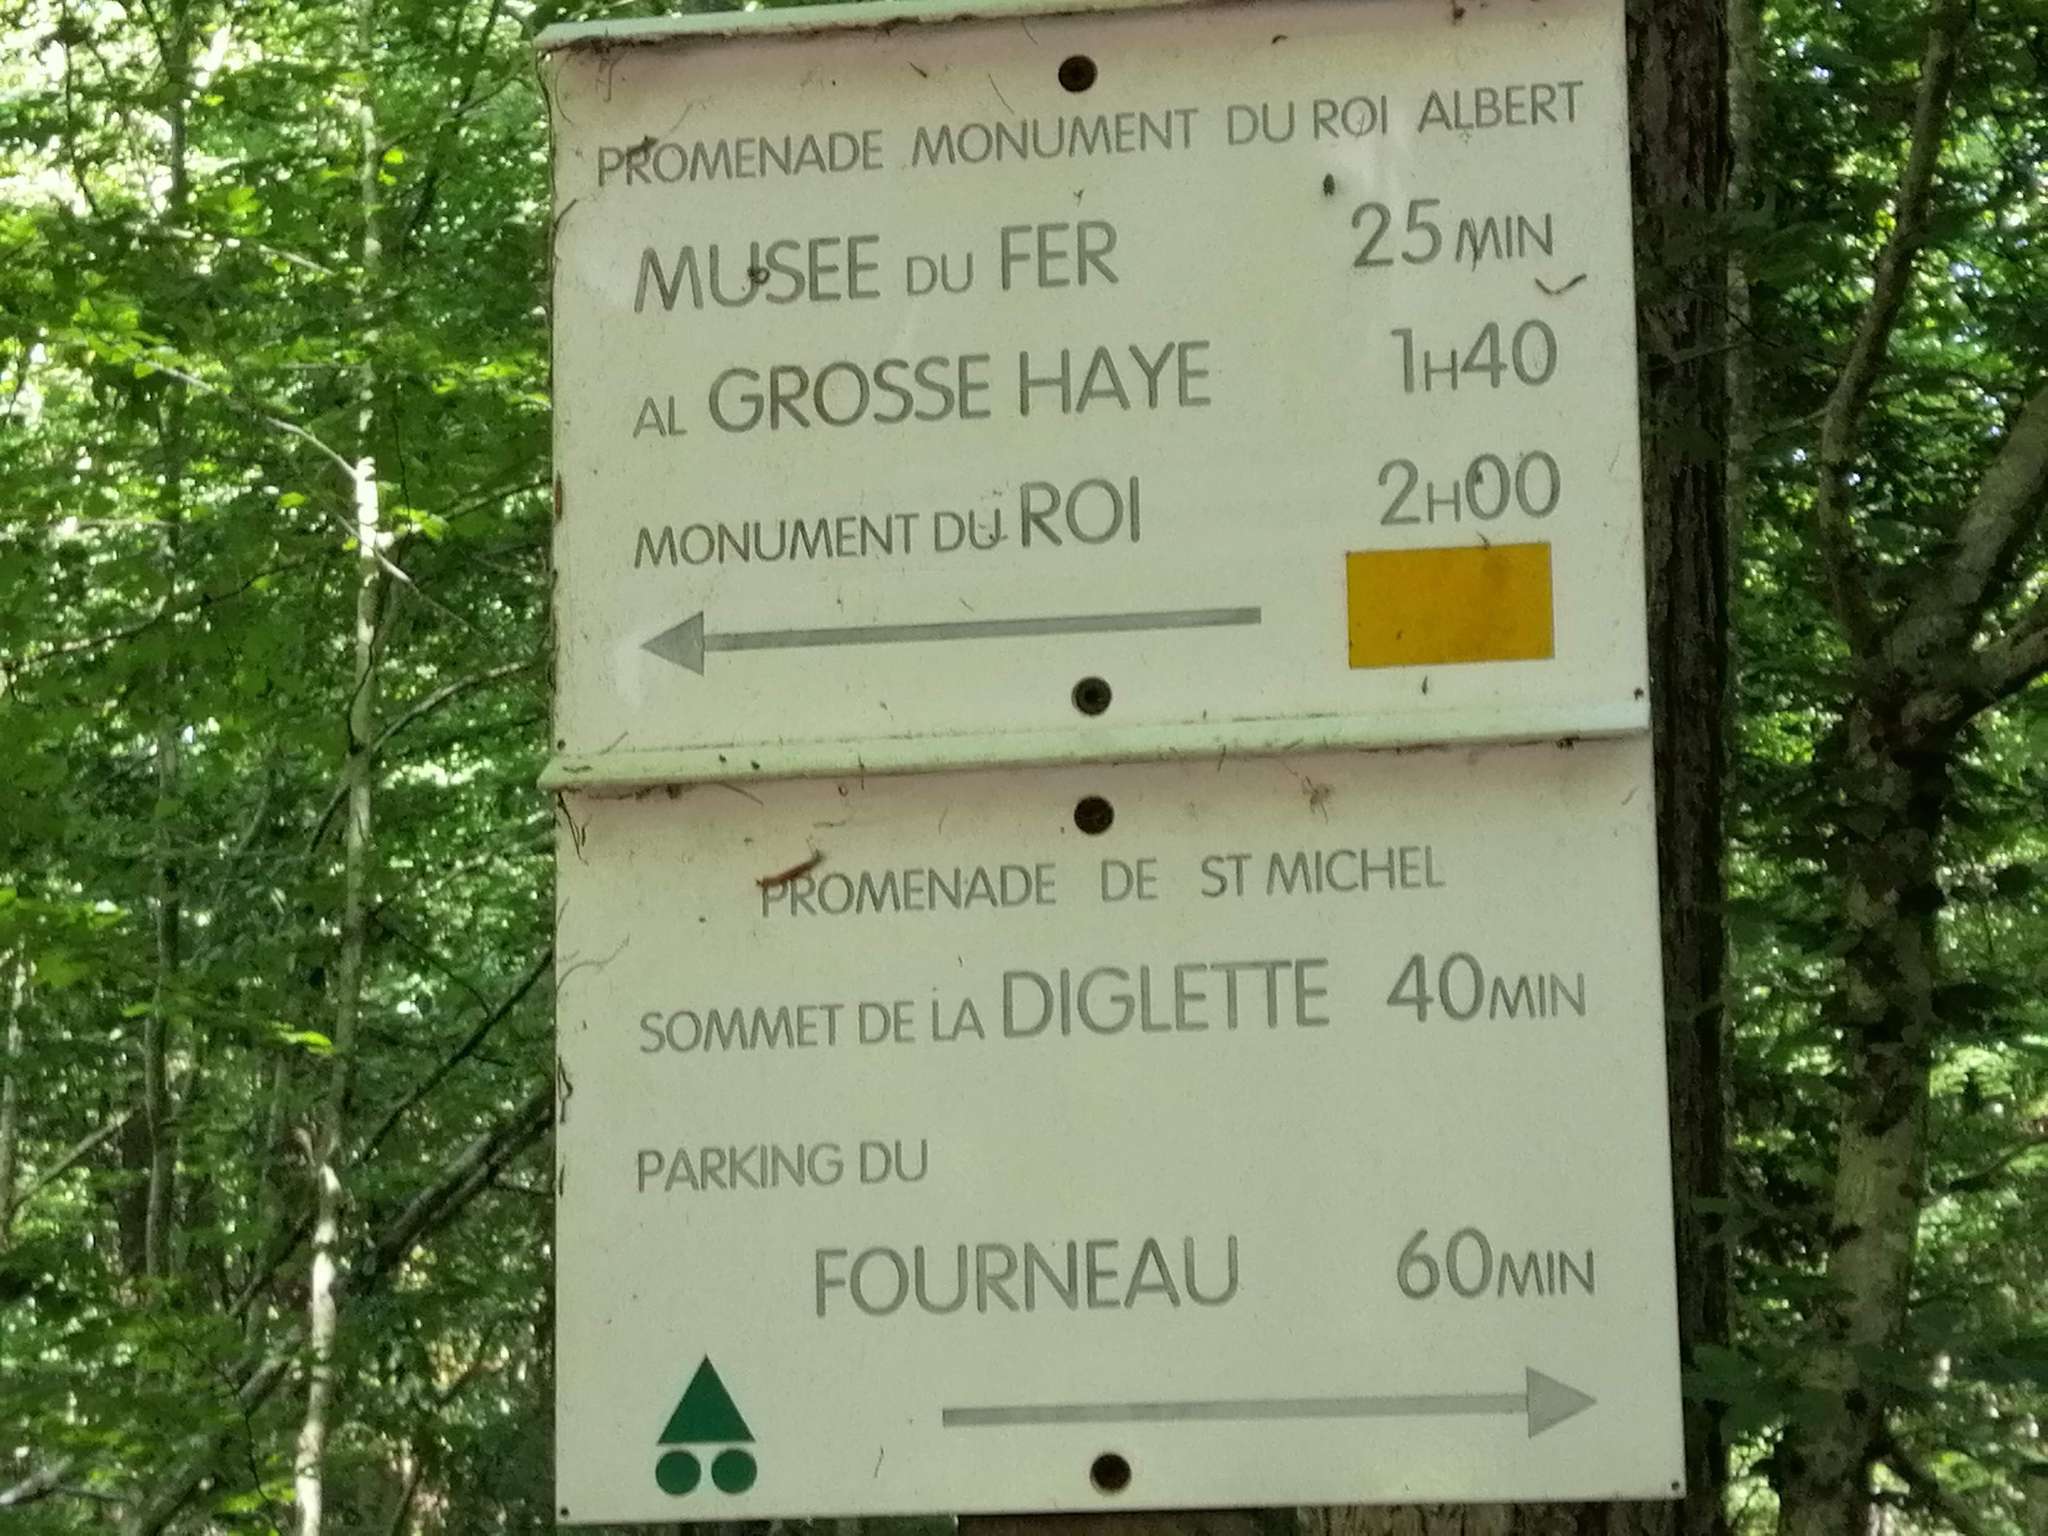 PROMENADE MONUMENT DU ROI ALBERT
MUSEE DU FER 25 MIN
AL GROSSE HAYE 1H40
MONUMENT DU ROI 2H00
PROMENADE DE ST MICHEL
SOMMET DE LA DIGLETTE 40MIN
PARKING DU
FOURNEAU 60MIN